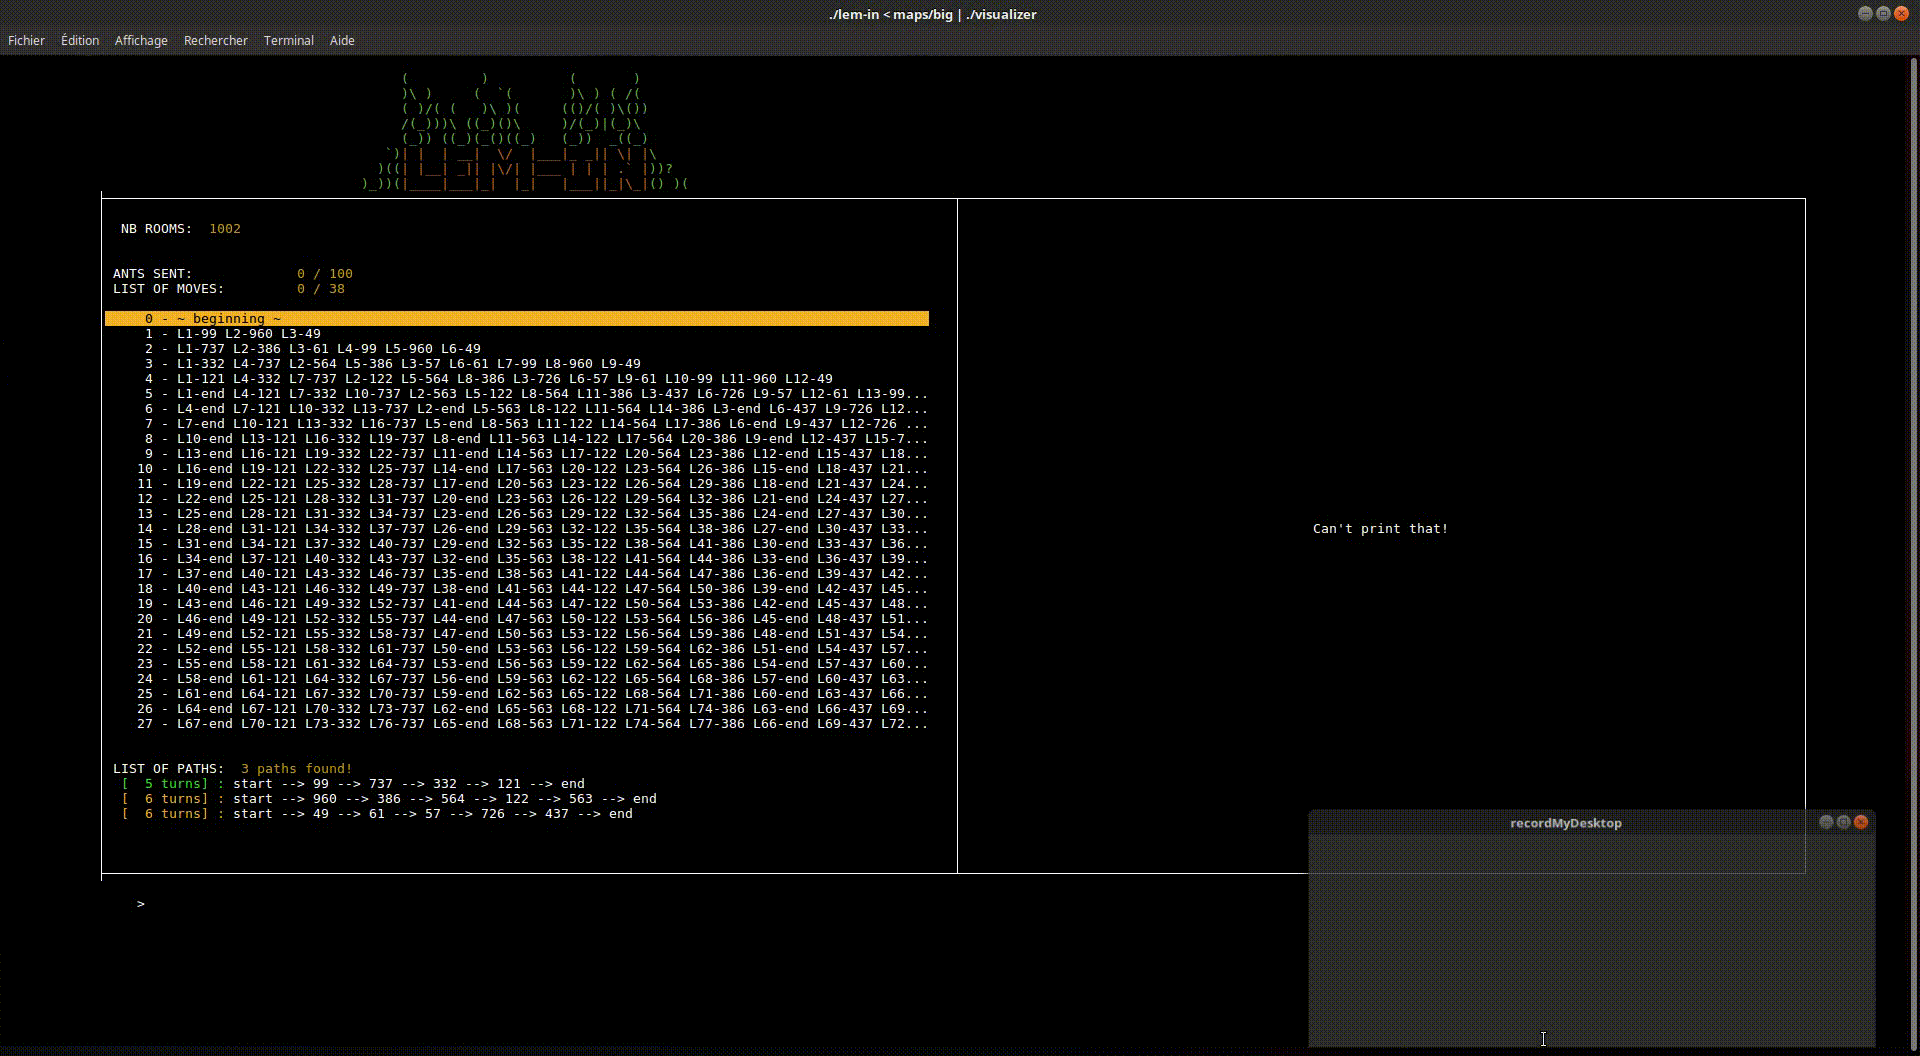 ./lem-in < maps/big | ./visualizer
Fichier Édition Affichage Rechercher Terminal Aide
NB ROOMS: 1002
ANTS SENT: 0 / 100
LIST OF MOVES: 0 / 38
0 - ~ beginning ~
1 - L1-99 L2-960 L3-49
2 - L1-737 L2-386 L3-61 L4-99 L5-960 L6-49
3 - L1-332 L4-737 L2-564 L5-386 L3-57 L6-61 L7-99 L8-960 L9-49
4 - L1-121 L4-332 L7-737 L2-122 L5-564 L8-386 L3-726 L6-57 L9-61 L10-99 L11-960 L12-49
5 - L1-end L4-121 L7-332 L10-737 L2-563 L5-122 L8-564 L11-386 L3-437 L6-726 L9-57 L12-61 L13-99...
6 - L4-end L7-121 L10-332 L13-737 L2-end L5-563 L8-122 L11-564 L14-386 L3-end L6-437 L9-726 L12...
7 - L7-end L10-121 L13-332 L16-737 L5-end L8-563 L11-122 L14-564 L17-386 L6-end L9-437 L12-726 ...
8 - L10-end L13-121 L16-332 L19-737 L8-end L11-563 L14-122 L17-564 L20-386 L9-end L12-437 L15-7...
9 - L13-end L16-121 L19-332 L22-737 L11-end L14-563 L17-122 L20-564 L23-386 L12-end L15-437 L18...
10 - L16-end L19-121 L22-332 L25-737 L14-end L17-563 L20-122 L23-564 L26-386 L15-end L18-437 L21...
11 - L19-end L22-121 L25-332 L28-737 L17-end L20-563 L23-122 L26-564 L29-386 L18-end L21-437 L24...
12 - L22-end L25-121 L28-332 L31-737 L20-end L23-563 L26-122 L29-564 L32-386 L21-end L24-437 L27...
13 - L25-end L28-121 L31-332 L34-737 L23-end L26-563 L29-122 L32-564 L35-386 L24-end L27-437 L30...
14 - L28-end L31-121 L34-332 L37-737 L26-end L29-563 L32-122 L35-564 L38-386 L27-end L30-437 L33...
15 - L31-end L34-121 L37-332 L40-737 L29-end L32-563 L35-122 L38-564 L41-386 L30-end L33-437 L36...
16 - L34-end L37-121 L40-332 L43-737 L32-end L35-563 L38-122 L41-564 L44-386 L33-end L36-437 L39...
17 - L37-end L40-121 L43-332 L46-737 L35-end L38-563 L41-122 L44-564 L47-386 L36-end L39-437 L42...
18 - L40-end L43-121 L46-332 L49-737 L38-end L41-563 L44-122 L47-564 L50-386 L39-end L42-437 L45...
19 - L43-end L46-121 L49-332 L52-737 L41-end L44-563 L47-122 L50-564 L53-386 L42-end L45-437 L48...
20 - L46-end L49-121 L52-332 L55-737 L44-end L47-563 L50-122 L53-564 L56-386 L45-end L48-437 L51...
21 - L49-end L52-121 L55-332 L58-737 L47-end L50-563 L53-122 L56-564 L59-386 L48-end L51-437 L54...
22 - L52-end L55-121 L58-332 L61-737 L50-end L53-563 L56-122 L59-564 L62-386 L51-end L54-437 L57...
23 - L55-end L58-121 L61-332 L64-737 L53-end L56-563 L59-122 L62-564 L65-386 L54-end L57-437 L60...
24 - L58-end L61-121 L64-332 L67-737 L56-end L59-563 L62-122 L65-564 L68-386 L57-end L60-437 L63...
25 - L61-end L64-121 L67-332 L70-737 L59-end L62-563 L65-122 L68-564 L71-386 L60-end L63-437 L66...
26 - L64-end L67-121 L70-332 L73-737 L62-end L65-563 L68-122 L71-564 L74-386 L63-end L66-437 L69...
27 - L67-end L70-121 L73-332 L76-737 L65-end L68-563 L71-122 L74-564 L77-386 L66-end L69-437 L72...
LIST OF PATHS: 3 paths found!
[ 5 turns] : start --> 99 --> 737 --> 332 --> 121 --> end
[ 6 turns] : start --> 960 --> 386 --> 564 --> 122 --> 563 --> end
[ 6 turns] : start --> 49 --> 61 --> 57 --> 726 --> 437 --> end
>
Can't print that!
recordMyDesktop